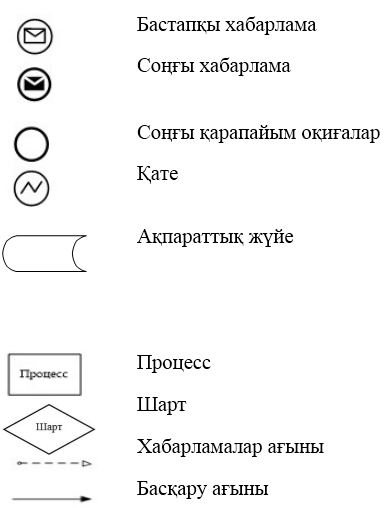 Бастапқы хабарлама
Соңғы хабарлама
Соңғы қарапайым оқиғалар
Қате
Ақпараттық жүйе
Процесс
Процесс
Шарт
Шарт
Хабарламалар ағыны
Басқару ағыны